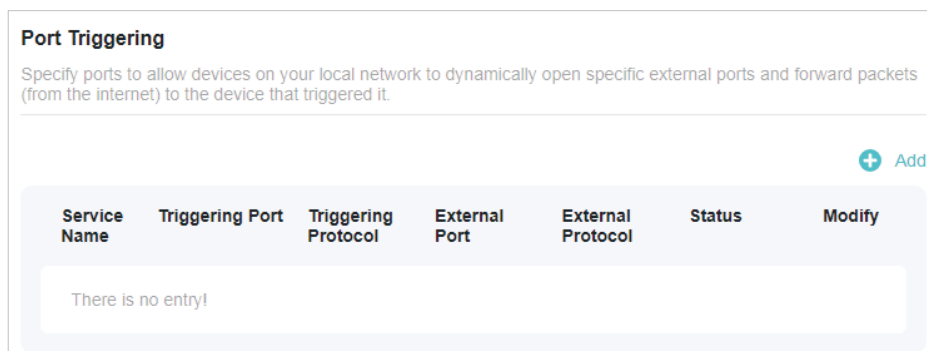 Port Triggering
Specify ports to allow devices on your local network to dynamically open specific external ports and forward packets
(from the internet) to the device that triggered it.
Add
Service Name Triggering Port Triggering Protocol External Port External Protocol Status Modify
There is no entry!